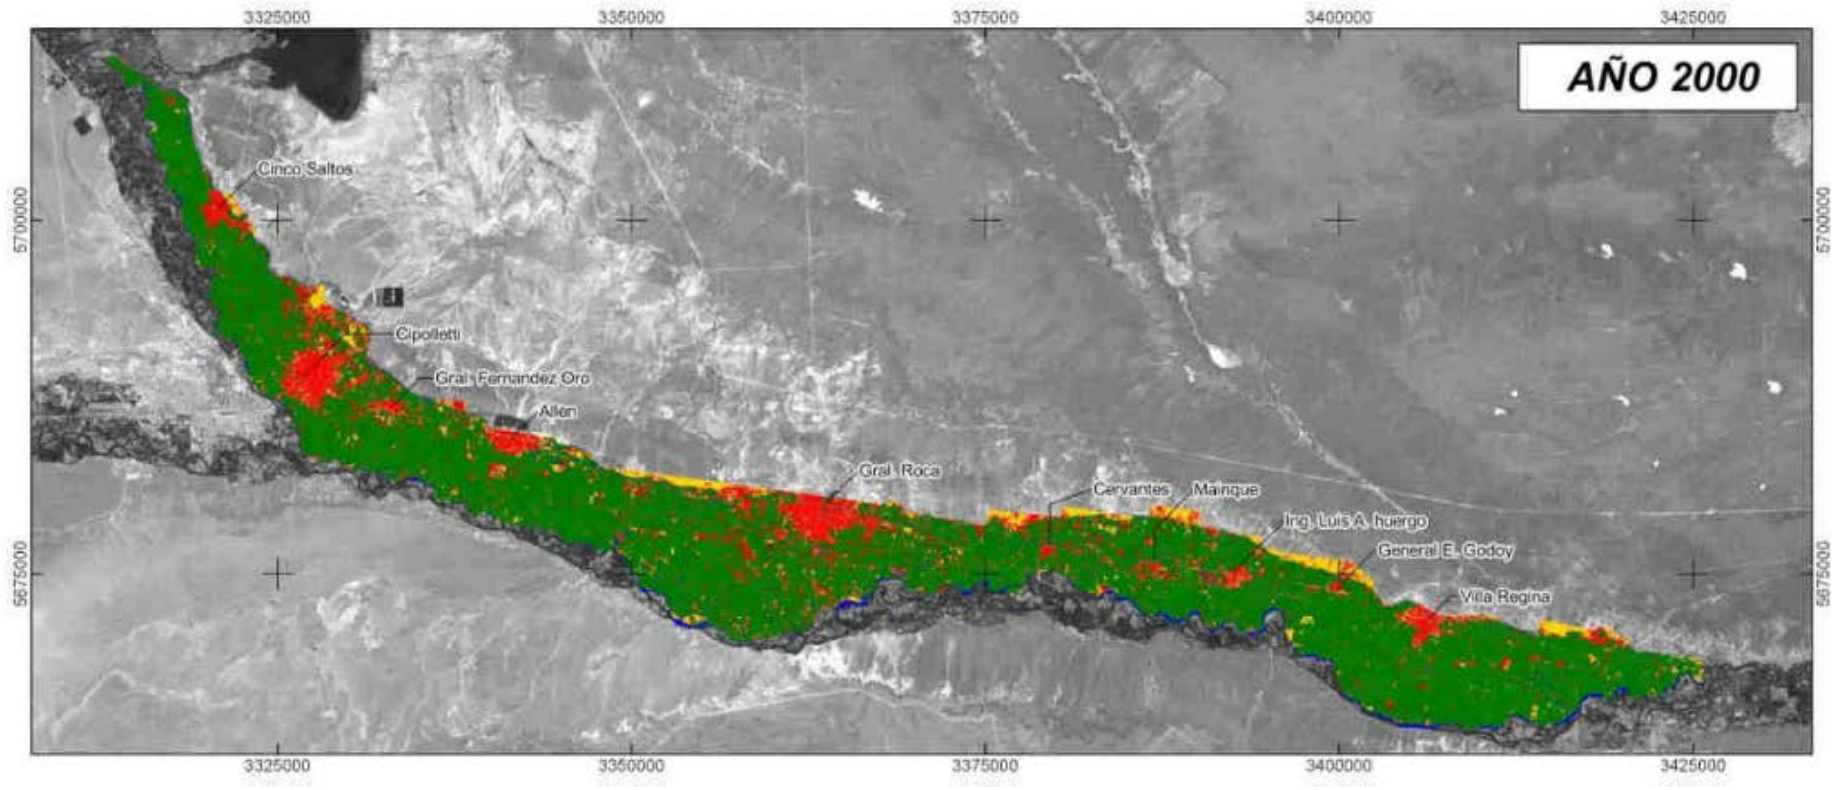 3325000 3350000 3375000 3400000 3425000
AÑO 2000
Cinco Saltos
5700000 5700000
Cipolletti
Gral. Fernandez Oro
Allen
Gral. Roca
Cervantes Mainque
Ing. Luis A. huergo
General E. Godoy
5675000 5675000
Villa Regina
3325000 3350000 3375000 3400000 3425000